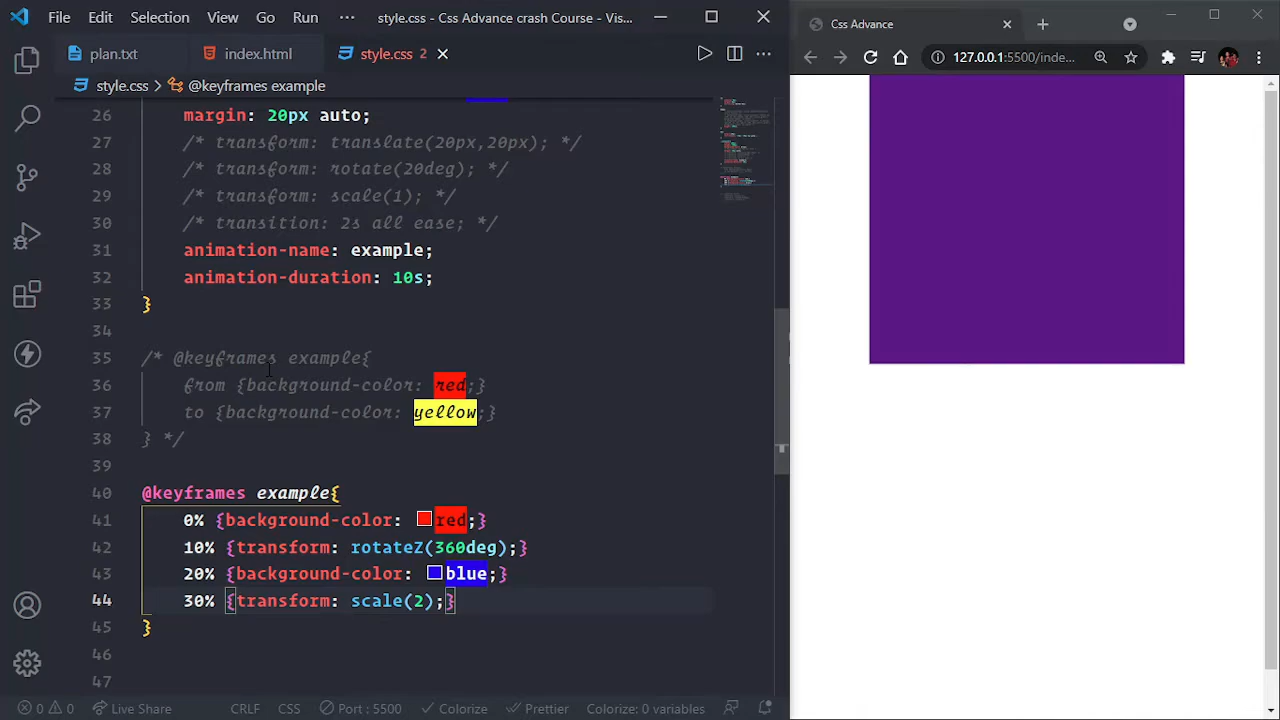 File Edit Selection View Go Run ··· style.css - Css Advance crash Course - Vis...
Css Advance
plan.txt index.html style.css 2
127.0.0.1:5500/inde...
style.css > @keyframes example
26 margin: 20px auto;
27 /* transform: translate(20px,20px); */
28 /* transform: rotate(20deg); */
29 /* transform: scale(1); */
30 /* transition: 2s all ease; */
31 animation-name: example;
32 animation-duration: 10s;
33 }
34
35 /* @keyframes example{
36 from {background-color: red;}
37 to {background-color: yellow;}
38 } */
39
40 @keyframes example{
41 0% {background-color: red;}
42 10% {transform: rotateZ(360deg);}
43 20% {background-color: blue;}
44 30% {transform: scale(2);}
45 }
46
47
0 0 Live Share CRLF CSS Port : 5500 Colorize Prettier Colorize: 0 variables